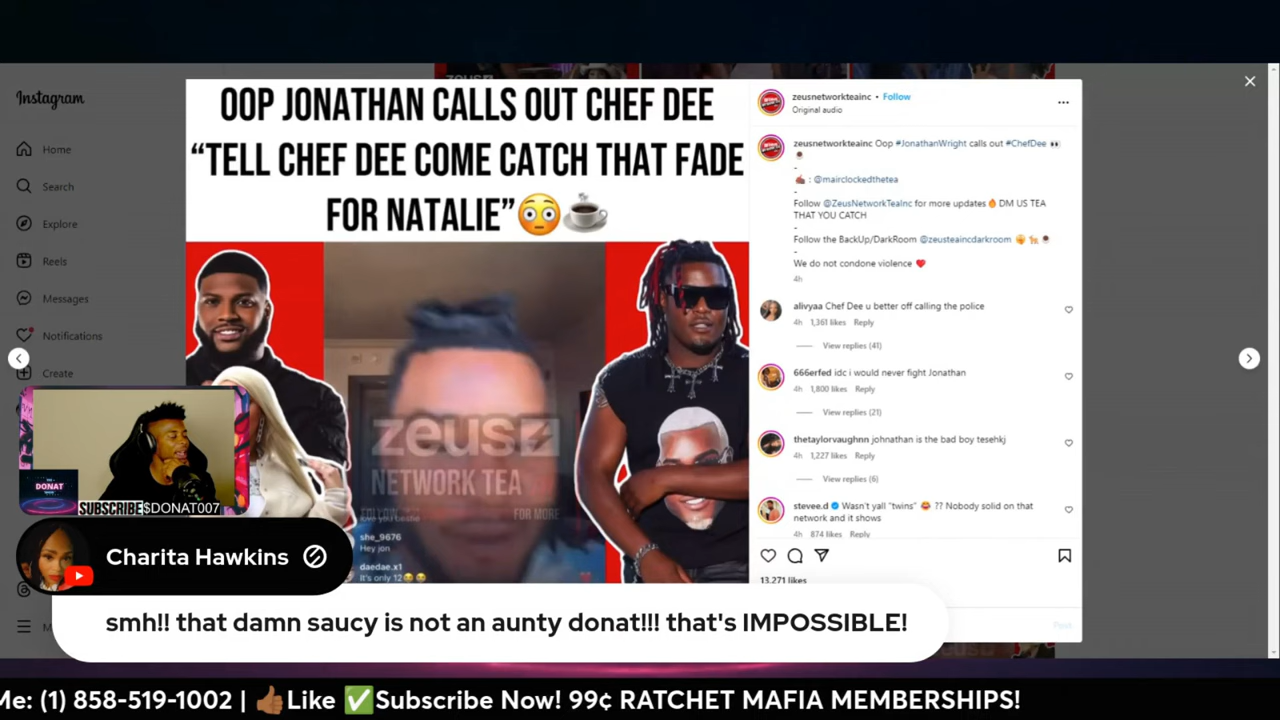 Instagram
Home
Search
Explore
Reels
Messages
Notifications
Create
OOP JONATHAN CALLS OUT CHEF DEE
“TELL CHEF DEE COME CATCH THAT FADE
FOR NATALIE”😳☕
zeus
NETWORK TEA
FOR MORE
she_9676
Hey jon
daedae.x1
It's only 12😂😂
zeusnetworkteainc • Follow
Original audio
zeusnetworkteainc Oop #JonathanWright calls out #ChefDee 👀
-
: @mairclockedthetea
-
Follow @ZeusNetworkTeaInc for more updates🔥 DM US TEA
THAT YOU CATCH
-
Follow the BackUp/DarkRoom @zeusteaincdarkroom
-
We do not condone violence ❤️
4h
alivyaa Chef Dee u better off calling the police
4h 1,361 likes Reply
View replies (41)
666erfed idc i would never fight Jonathan
4h 1,800 likes Reply
View replies (21)
thetaylorvaughnn johnathan is the bad boy tesehkj
4h 1,227 likes Reply
View replies (6)
stevee.d Wasn't yall "twins" 😂 ?? Nobody solid on that
network and it shows
4h 874 likes Reply
13,271 likes
Post
DONAT
SUBSCRIBE$DONAT007
Charita Hawkins
smh!! that damn saucy is not an aunty donat!!! that's IMPOSSIBLE!
Me: (1) 858-519-1002 | 👍🏾Like ✅Subscribe Now! 99¢ RATCHET MAFIA MEMBERSHIPS!